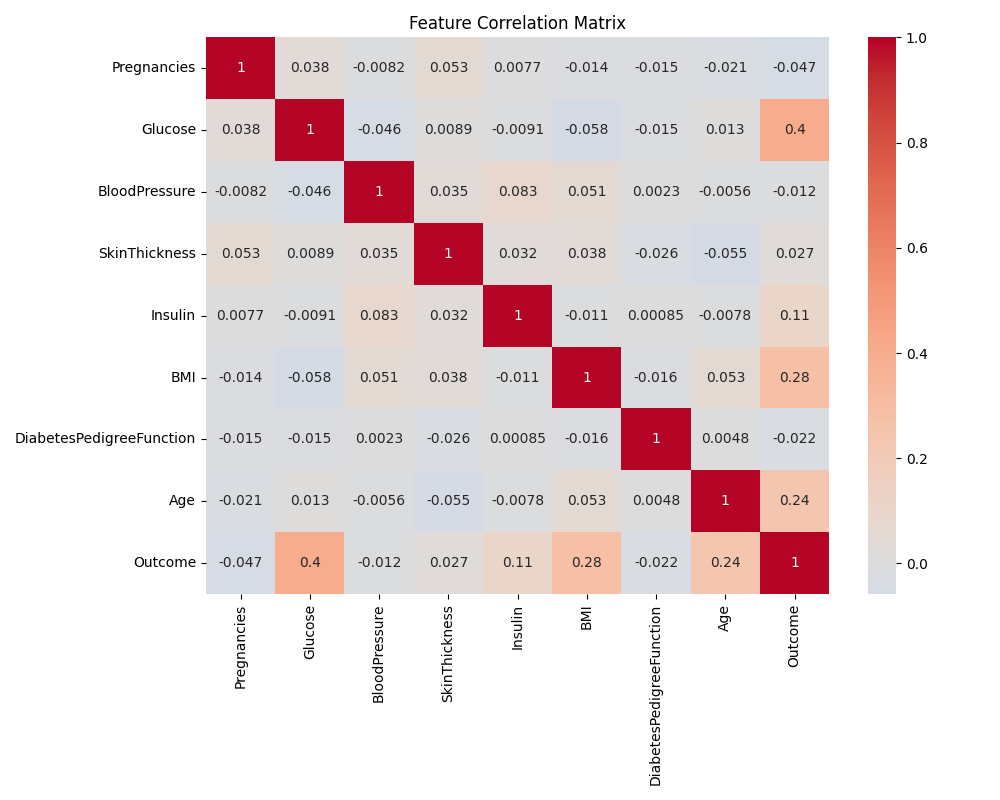 Feature Correlation Matrix
Pregnancies 1 0.038 -0.0082 0.053 0.0077 -0.014 -0.015 -0.021 -0.047
Glucose 0.038 1 -0.046 0.0089 -0.0091 -0.058 -0.015 0.013 0.4
BloodPressure -0.0082 -0.046 1 0.035 0.083 0.051 0.0023 -0.0056 -0.012
SkinThickness 0.053 0.0089 0.035 1 0.032 0.038 -0.026 -0.055 0.027
Insulin 0.0077 -0.0091 0.083 0.032 1 -0.011 0.00085 -0.0078 0.11
BMI -0.014 -0.058 0.051 0.038 -0.011 1 -0.016 0.053 0.28
DiabetesPedigreeFunction -0.015 -0.015 0.0023 -0.026 0.00085 -0.016 1 0.0048 -0.022
Age -0.021 0.013 -0.0056 -0.055 -0.0078 0.053 0.0048 1 0.24
Outcome -0.047 0.4 -0.012 0.027 0.11 0.28 -0.022 0.24 1
Pregnancies
Glucose
BloodPressure
SkinThickness
Insulin
BMI
DiabetesPedigreeFunction
Age
Outcome
1.0
0.8
0.6
0.4
0.2
0.0